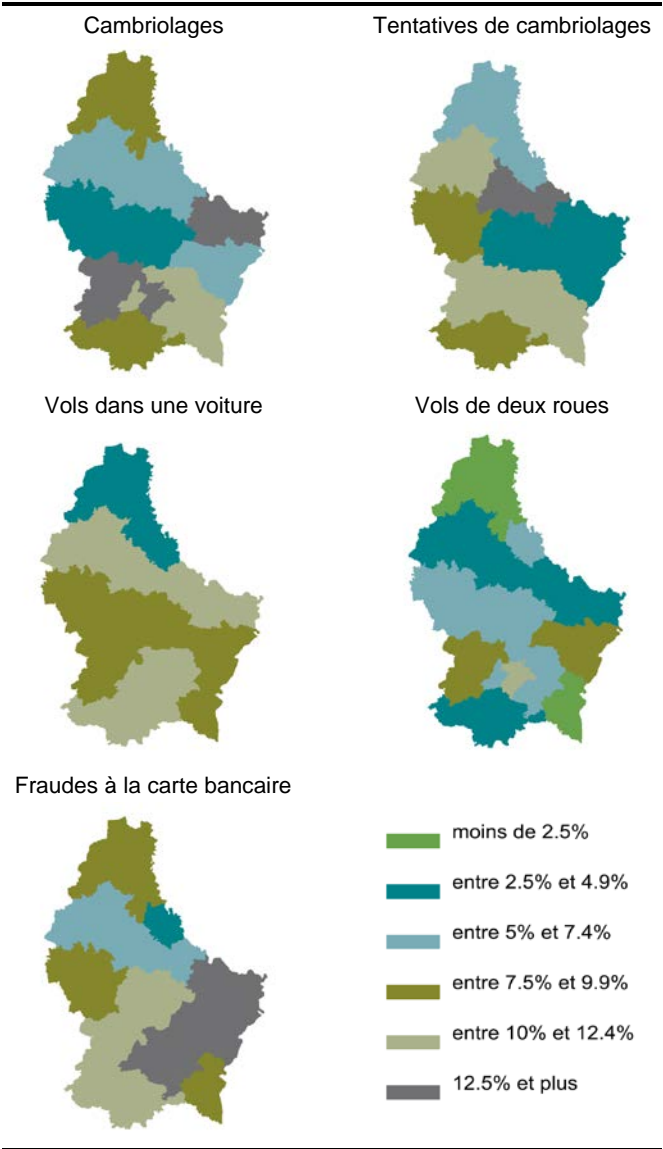 Cambriolages
Tentatives de cambriolages
Vols dans une voiture
Vols de deux roues
Fraudes à la carte bancaire
moins de 2.5%
entre 2.5% et 4.9%
entre 5% et 7.4%
entre 7.5% et 9.9%
entre 10% et 12.4%
12.5% et plus